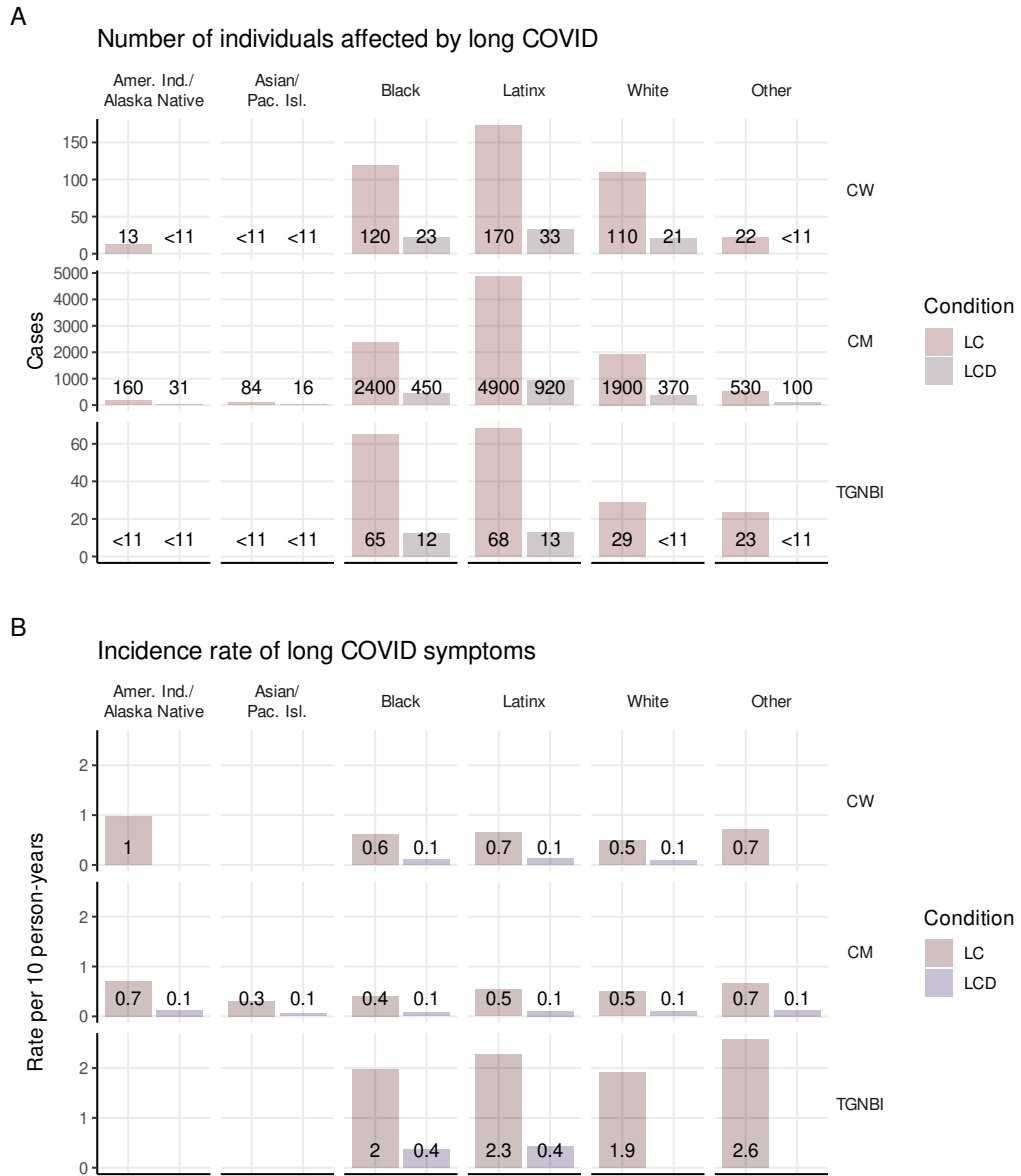 A
Number of individuals affected by long COVID
Amer. Ind./
Alaska Native
Asian/
Pac. Isl.
Black
Latinx
White
Other
150
100
50
0
13 <11 <11 <11 120 23 170 33 110 21 22 <11
CW
5000
4000
3000
2000
1000
0
160 31 84 16 2400 450 4900 920 1900 370 530 100
CM
60
40
20
0
<11 <11 <11 <11 65 12 68 13 29 <11 23 <11
TGNBI
Cases
Condition
LC
LCD
B
Incidence rate of long COVID symptoms
Amer. Ind./
Alaska Native
Asian/
Pac. Isl.
Black
Latinx
White
Other
2
1
0
1 0.6 0.1 0.7 0.1 0.5 0.1 0.7
CW
2
1
0
0.7 0.1 0.3 0.1 0.4 0.1 0.5 0.1 0.5 0.1 0.7 0.1
CM
2
1
0
2 0.4 2.3 0.4 1.9 2.6
TGNBI
Rate per 10 person-years
Condition
LC
LCD